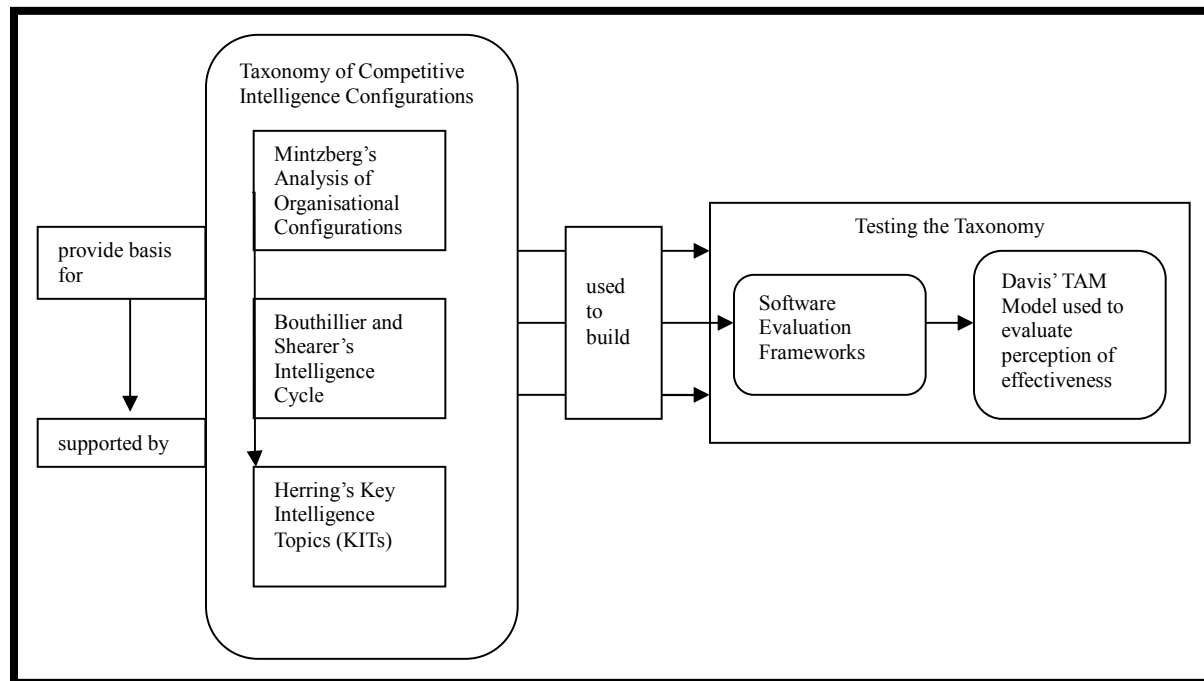 Taxonomy of Competitive
Intelligence Configurations
Mintzberg’s
Analysis of
Organisational
Configurations
provide basis
for
Bouthillier and
Shearer’s
Intelligence
Cycle
supported by
Herring’s Key
Intelligence
Topics (KITs)
used
to
build
Testing the Taxonomy
Software
Evaluation
Frameworks
Davis’ TAM
Model used to
evaluate
perception of
effectiveness